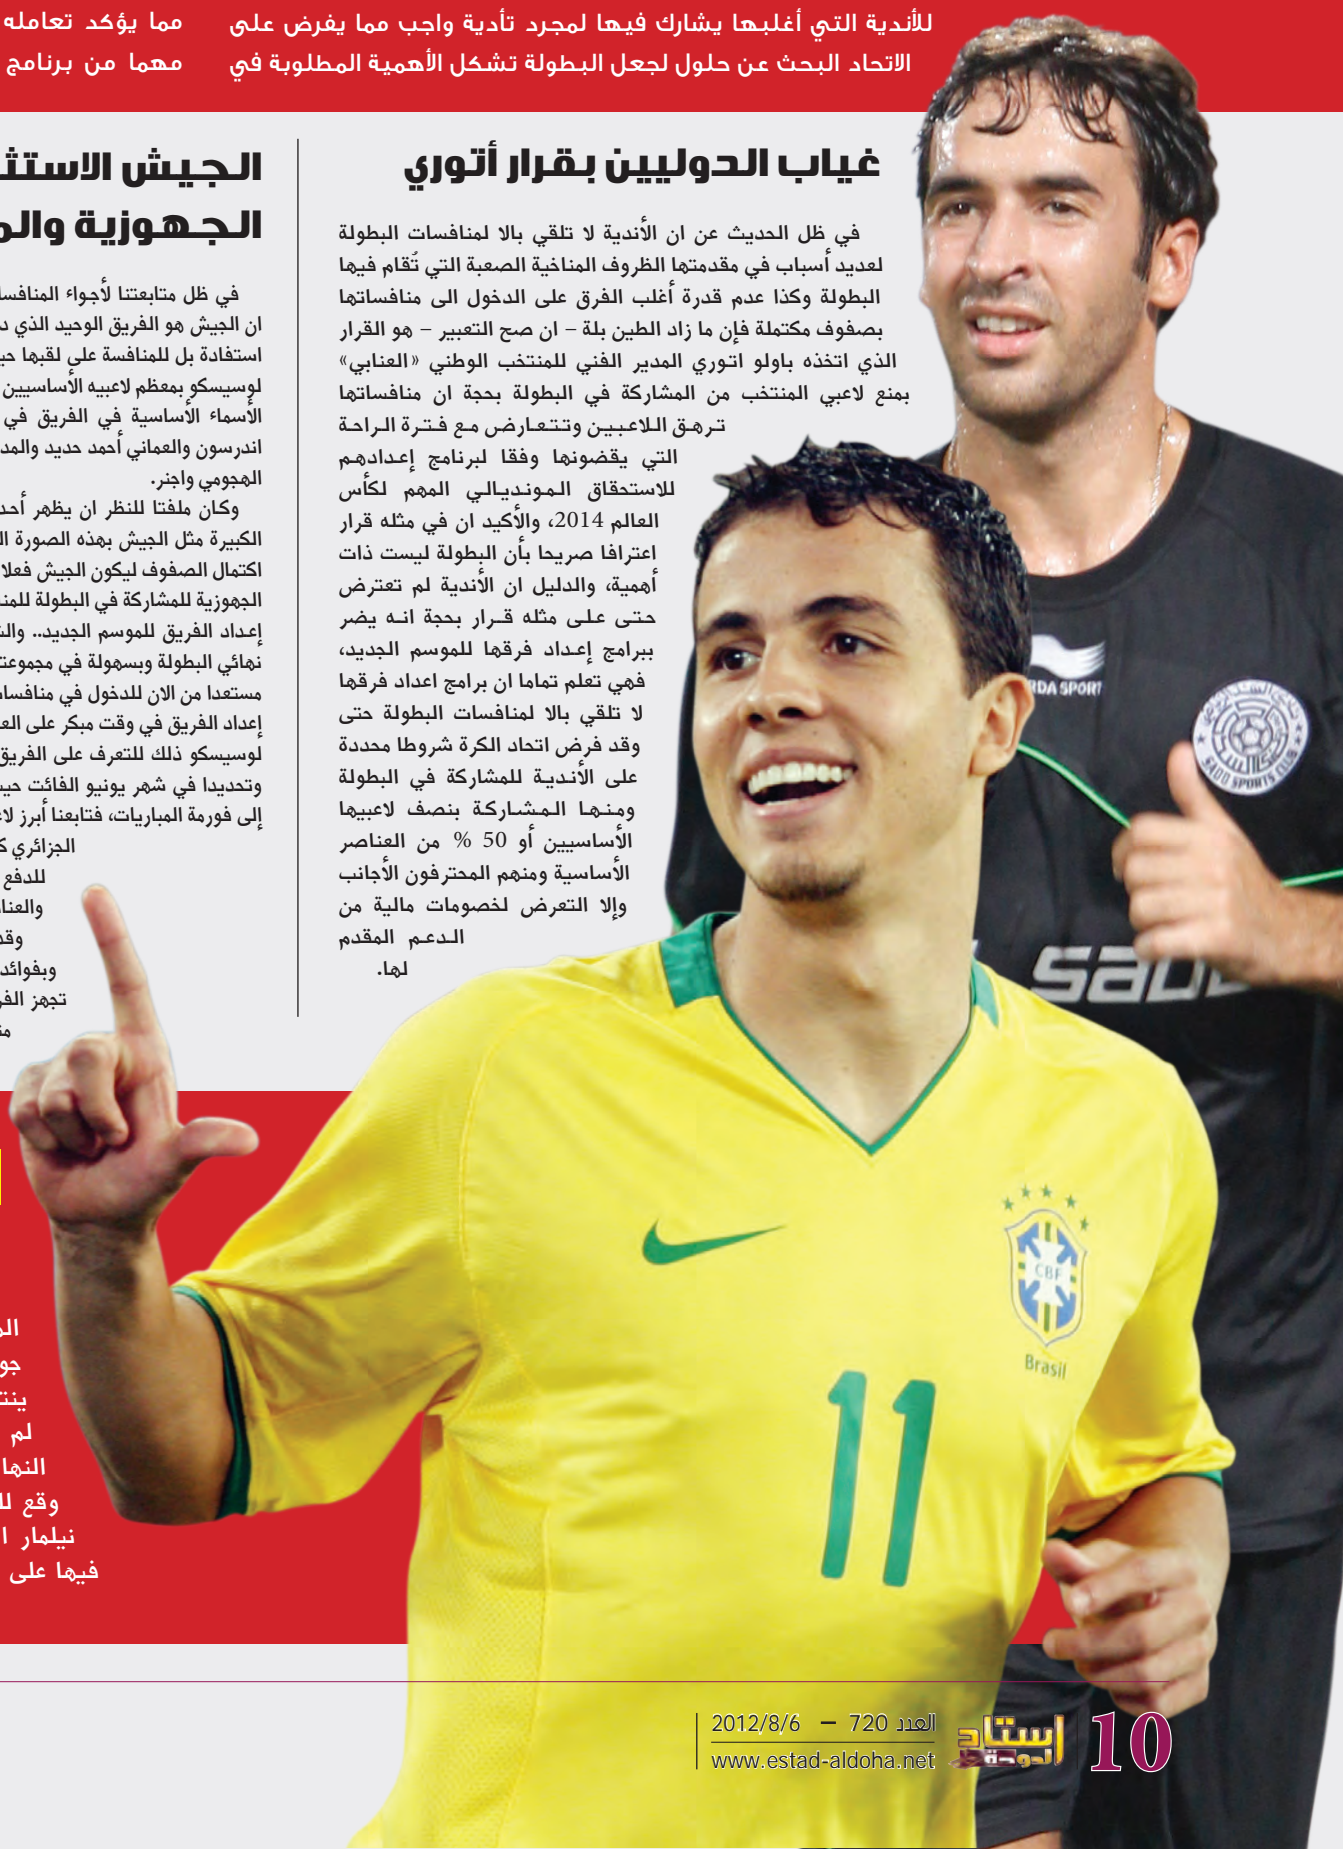 للأندية التي أغلبها يشارك فيها لمجرد تأدية واجب مما يفرض على
الاتحاد البحث عن حلول لجعل البطولة تشكل الأهمية المطلوبة في
مما يؤكد تعامله
مهما من برنامج
غياب الدوليين بقرار أتوري
في ظل الحديث عن ان الأندية لا تلقي بالا لمنافسات البطولة
لعديد أسباب في مقدمتها الظروف المناخية الصعبة التي تُقام فيها
البطولة وكذا عدم قدرة أغلب الفرق على الدخول الى منافساتها
بصفوف مكتملة فإن ما زاد الطين بلة – ان صح التعبير – هو القرار
الذي اتخذه باولو اتوري المدير الفني للمنتخب الوطني «العنابي»
بمنع لاعبي المنتخب من المشاركة في البطولة بحجة ان منافساتها
ترهق اللاعبين وتتعارض مع فترة الراحة
التي يقضونها وفقا لبرنامج إعدادهم
للاستحقاق المونديالي المهم لكأس
العالم 2014، والأكيد ان في مثله قرار
اعترافا صريحا بأن البطولة ليست ذات
أهمية، والدليل ان الأندية لم تعترض
حتى على مثله قرار بحجة انه يضر
ببرامج إعداد فرقها للموسم الجديد،
فهي تعلم تماما ان برامج اعداد فرقها
لا تلقي بالا لمنافسات البطولة حتى
وقد فرض اتحاد الكرة شروطا محددة
على الأندية للمشاركة في البطولة
ومنها المشاركة بنصف لاعبيها
الأساسيين أو 50 % من العناصر
الأساسية ومنهم المحترفون الأجانب
وإلا التعرض لخصومات مالية من
الدعم المقدم
لها.
الجيش
الجهوزية
في ظل متابعتنا لأجواء
ان الجيش هو الفريق الوحيد الذي
استفادة بل للمنافسة على لقبها
لوسيسكو بمعظم لاعبيه الأساسيين
الأسماء الأساسية في الفريق في
اندرسون والعماني أحمد حديد
الهجومي واجنر.
وكان ملفتا للنظر ان يظهر
الكبيرة مثل الجيش بهذه الصورة
اكتمال الصفوف ليكون الجيش فعلا
الجهوزية للمشاركة في البطولة
إعداد الفريق للموسم الجديد..
نهائي البطولة وبسهولة في
مستعدا من الان للدخول في
إعداد الفريق في وقت مبكر على
لوسيسكو ذلك للتعرف على الفريق
وتحديدا في شهر يونيو الفائت
إلى فورمة المباريات، فتابعنا أبرز
الجزائري
للدفع
وبفوائد
تجهز
لم
وقع
نيلمار
فيها على
SPORT
SADD SPORTS CLUB
CBF
Brasil
11
10
استاد
الدوحة
العدد 720 – 2012/8/6
www.estad-aldoha.net